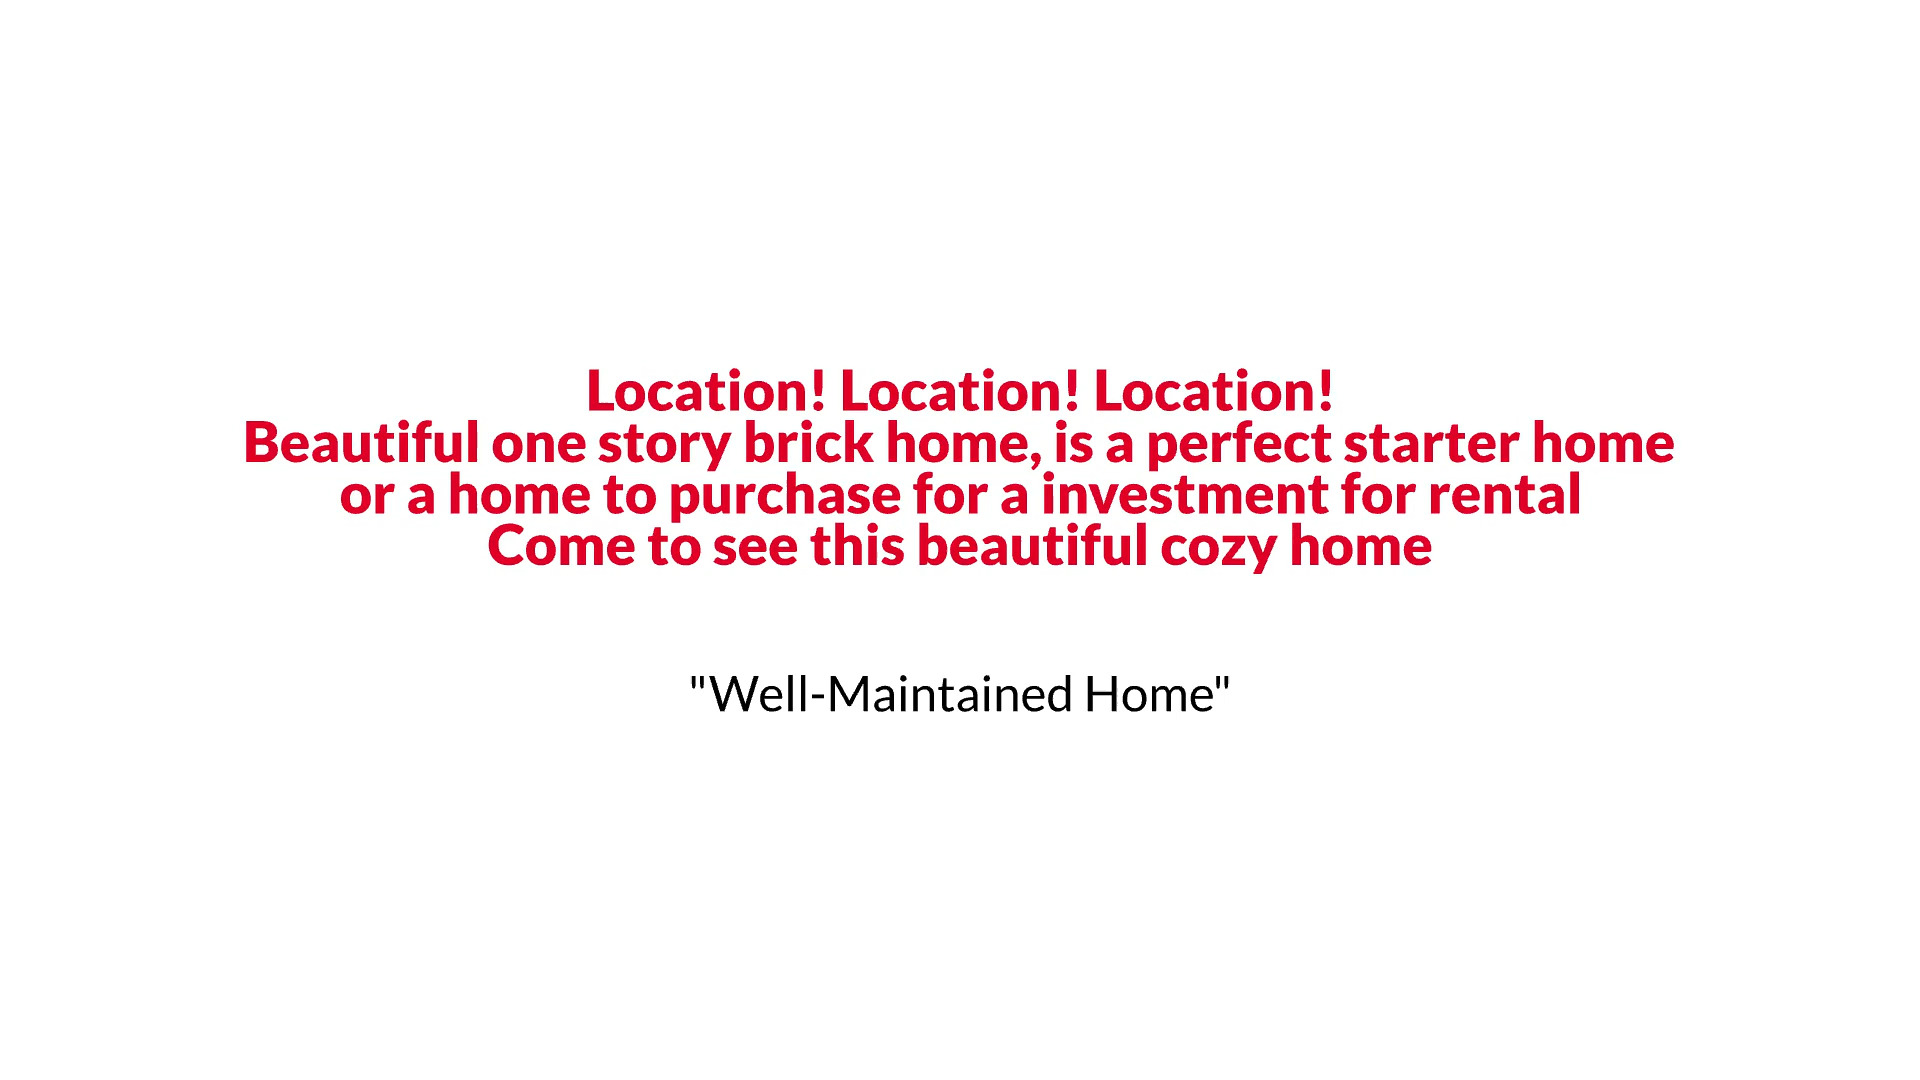 Location! Location! Location!
Beautiful one story brick home, is a perfect starter home
or a home to purchase for a investment for rental
Come to see this beautiful cozy home
"Well-Maintained Home"